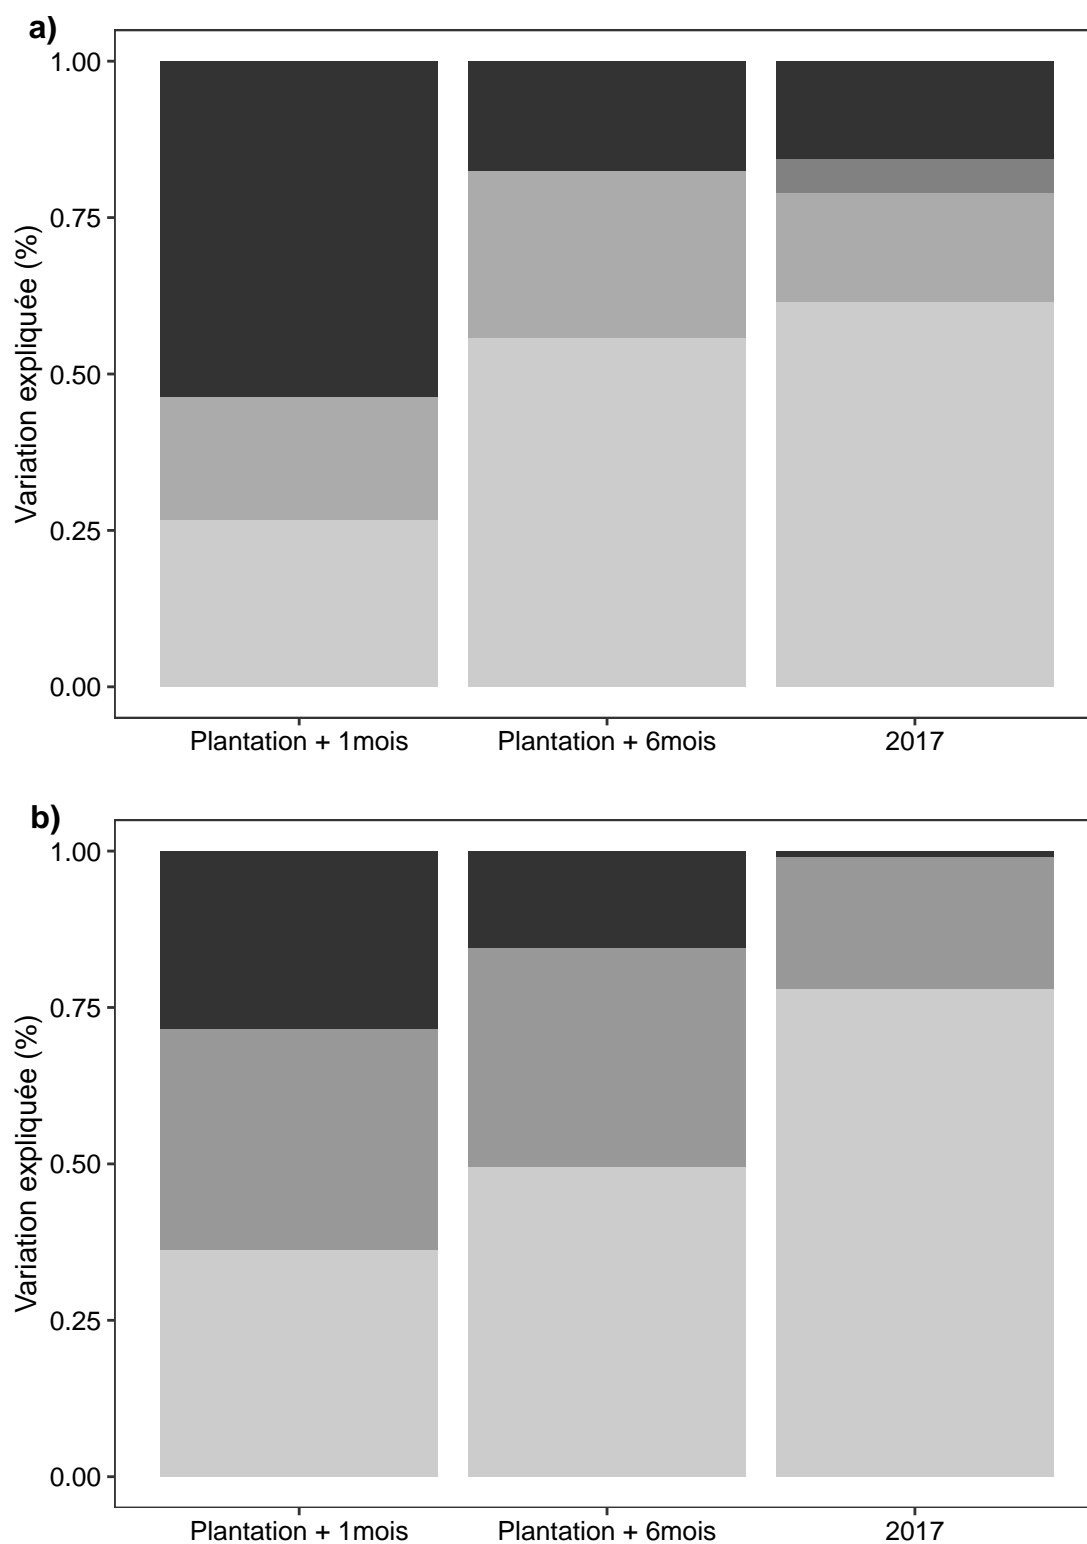 a)
Variation expliquée (%)
1.00
0.75
0.50
0.25
0.00
Plantation + 1mois Plantation + 6mois 2017
b)
Variation expliquée (%)
1.00
0.75
0.50
0.25
0.00
Plantation + 1mois Plantation + 6mois 2017